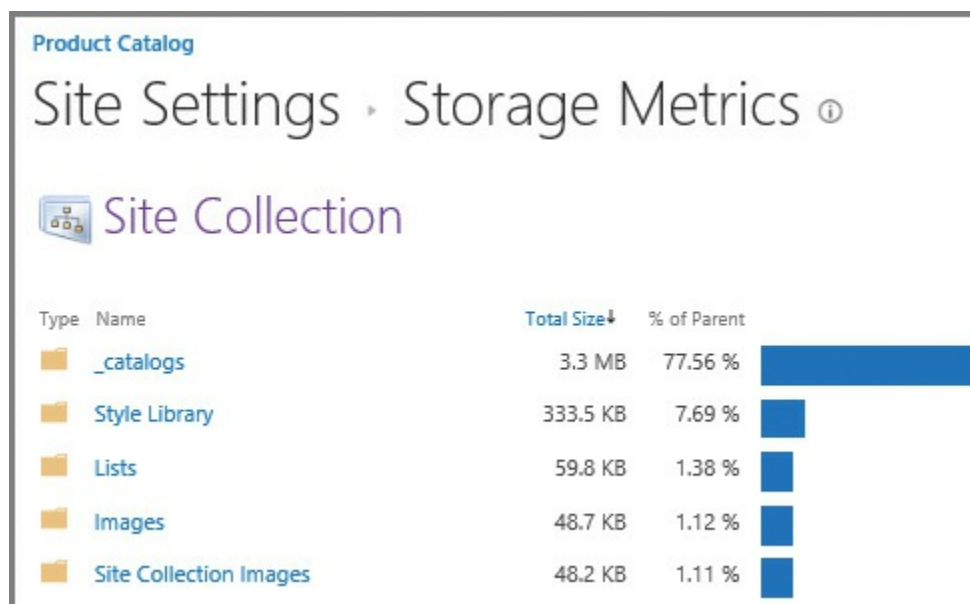 Product Catalog
Site Settings ▸ Storage Metrics
Site Collection
Type Name Total Size↓ % of Parent
_catalogs 3.3 MB 77.56 %
Style Library 333.5 KB 7.69 %
Lists 59.8 KB 1.38 %
Images 48.7 KB 1.12 %
Site Collection Images 48.2 KB 1.11 %